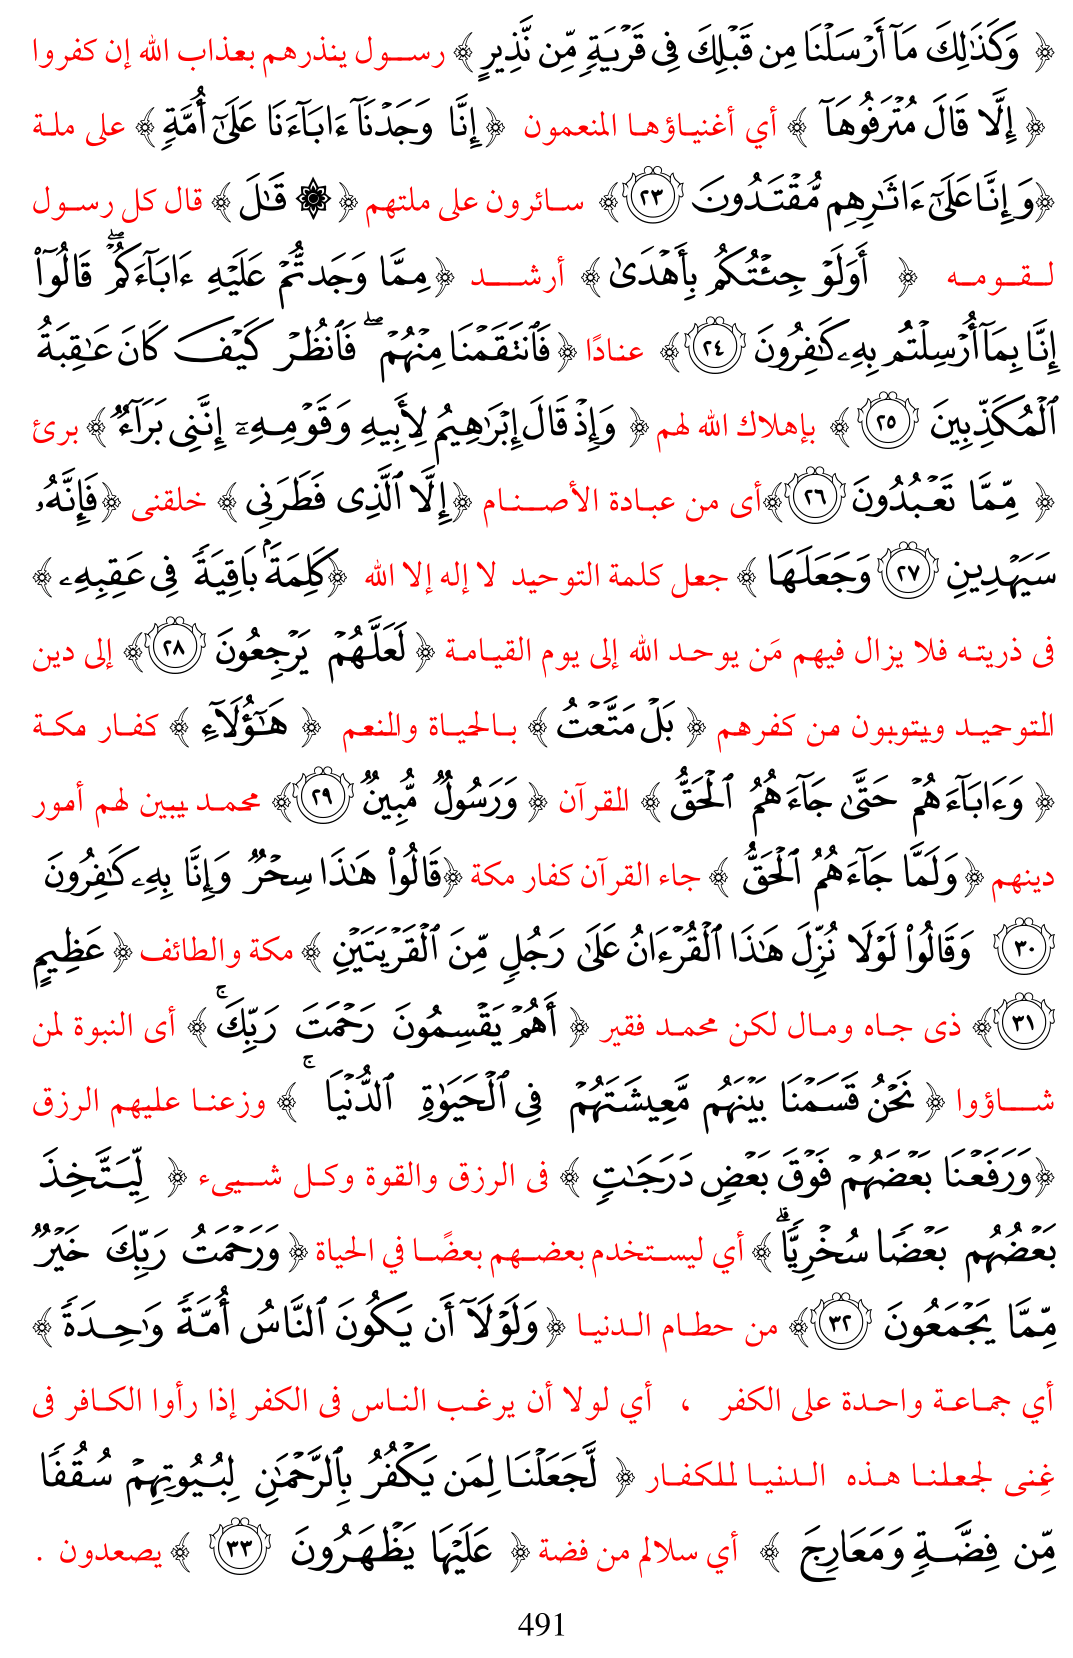 ﴿ وَكَذَٰلِكَ مَآ أَرۡسَلۡنَا مِن قَبۡلِكَ فِى قَرۡيَةٍ مِّن نَّذِيرٍ ﴾ رسول ينذرهم بعذاب الله إن كفروا
﴿ إِلَّا قَالَ مُتۡرَفُوهَآ ﴾ أي أغنياؤها المنعمون ﴿ إِنَّا وَجَدۡنَآ ءَابَآءَنَا عَلَىٰٓ أُمَّةٍ ﴾ على ملة
﴿ وَإِنَّا عَلَىٰٓ ءَاثَـٰرِهِم مُّقۡتَدُونَ ٢٣ ﴾ سائرون على ملتهم ﴿ ۞ قَـٰلَ ﴾ قال كل رسول
لقومه ﴿ أَوَلَوۡ جِئۡتُكُم بِأَهۡدَىٰ ﴾ أرشد ﴿ مِمَّا وَجَدتُّمۡ عَلَيۡهِ ءَابَآءَكُمۡۖ قَالُوٓاْ
إِنَّا بِمَآ أُرۡسِلۡتُم بِهِۦ كَـٰفِرُونَ ٢٤ ﴾ عنادًا ﴿ فَٱنتَقَمۡنَا مِنۡهُمۡۖ فَٱنظُرۡ كَيۡفَ كَانَ عَـٰقِبَةُ
ٱلۡمُكَذِّبِينَ ٢٥ ﴾ بإهلاك الله لهم ﴿ وَإِذۡ قَالَ إِبۡرَٰهِيمُ لِأَبِيهِ وَقَوۡمِهِۦٓ إِنَّنِى بَرَآءٌ ﴾ برئ
﴿ مِّمَّا تَعۡبُدُونَ ٢٦ ﴾ أى من عبادة الأصنام ﴿ إِلَّا ٱلَّذِى فَطَرَنِى ﴾ خلقنى ﴿ فَإِنَّهُۥ
سَيَهۡدِينِ ٢٧ وَجَعَلَهَا ﴾ جعل كلمة التوحيد لا إله إلا الله ﴿ كَلِمَةَۢ بَاقِيَةً فِى عَقِبِهِۦ ﴾
فى ذريته فلا يزال فيهم مَن يوحد الله إلى يوم القيامة ﴿ لَعَلَّهُمۡ يَرۡجِعُونَ ٢٨ ﴾ إلى دين
التوحيد ويتوبون من كفرهم ﴿ بَلۡ مَتَّعۡتُ ﴾ بالحياة والمنعم ﴿ هَـٰٓؤُلَآءِ ﴾ كفار مكة
﴿ وَءَابَآءَهُمۡ حَتَّىٰ جَآءَهُمُ ٱلۡحَقُّ ﴾ القرآن ﴿ وَرَسُولٌ مُّبِينٌ ٢٩ ﴾ محمد يبين لهم أمور
دينهم ﴿ وَلَمَّا جَآءَهُمُ ٱلۡحَقُّ ﴾ جاء القرآن كفار مكة ﴿ قَالُواْ هَـٰذَا سِحۡرٌ وَإِنَّا بِهِۦ كَـٰفِرُونَ
٣٠ وَقَالُواْ لَوۡلَا نُزِّلَ هَـٰذَا ٱلۡقُرۡءَانُ عَلَىٰ رَجُلٍ مِّنَ ٱلۡقَرۡيَتَيۡنِ ﴾ مكة والطائف ﴿ عَظِيمٍ
٣١ ﴾ ذى جاه ومال لكن محمد فقير ﴿ أَهُمۡ يَقۡسِمُونَ رَحۡمَتَ رَبِّكَۚ ﴾ أى النبوة لمن
شاؤوا ﴿ نَحۡنُ قَسَمۡنَا بَيۡنَهُم مَّعِيشَتَهُمۡ فِى ٱلۡحَيَوٰةِ ٱلدُّنۡيَاۚ ﴾ وزعنا عليهم الرزق
﴿ وَرَفَعۡنَا بَعۡضَهُمۡ فَوۡقَ بَعۡضٍ دَرَجَـٰتٍ ﴾ فى الرزق والقوة وكل شييء ﴿ لِّيَتَّخِذَ
بَعۡضُهُم بَعۡضًا سُخۡرِيًّاۗ ﴾ أي ليستخدم بعضهم بعضًا في الحياة ﴿ وَرَحۡمَتُ رَبِّكَ خَيۡرٌ
مِّمَّا يَجۡمَعُونَ ٣٢ ﴾ من حطام الدنيا ﴿ وَلَوۡلَآ أَن يَكُونَ ٱلنَّاسُ أُمَّةً وَٰحِدَةً ﴾
أي جماعة واحدة على الكفر ، أي لولا أن يرغب الناس فى الكفر إذا رأوا الكافر فى
غِنى لجعلنا هذه الدنيا للكفار ﴿ لَّجَعَلۡنَا لِمَن يَكۡفُرُ بِٱلرَّحۡمَـٰنِ لِبُيُوتِهِمۡ سُقُفًا
مِّن فِضَّةٍ وَمَعَارِجَ ﴾ أي سلالم من فضة ﴿ عَلَيۡهَا يَظۡهَرُونَ ٣٣ ﴾ يصعدون .
491